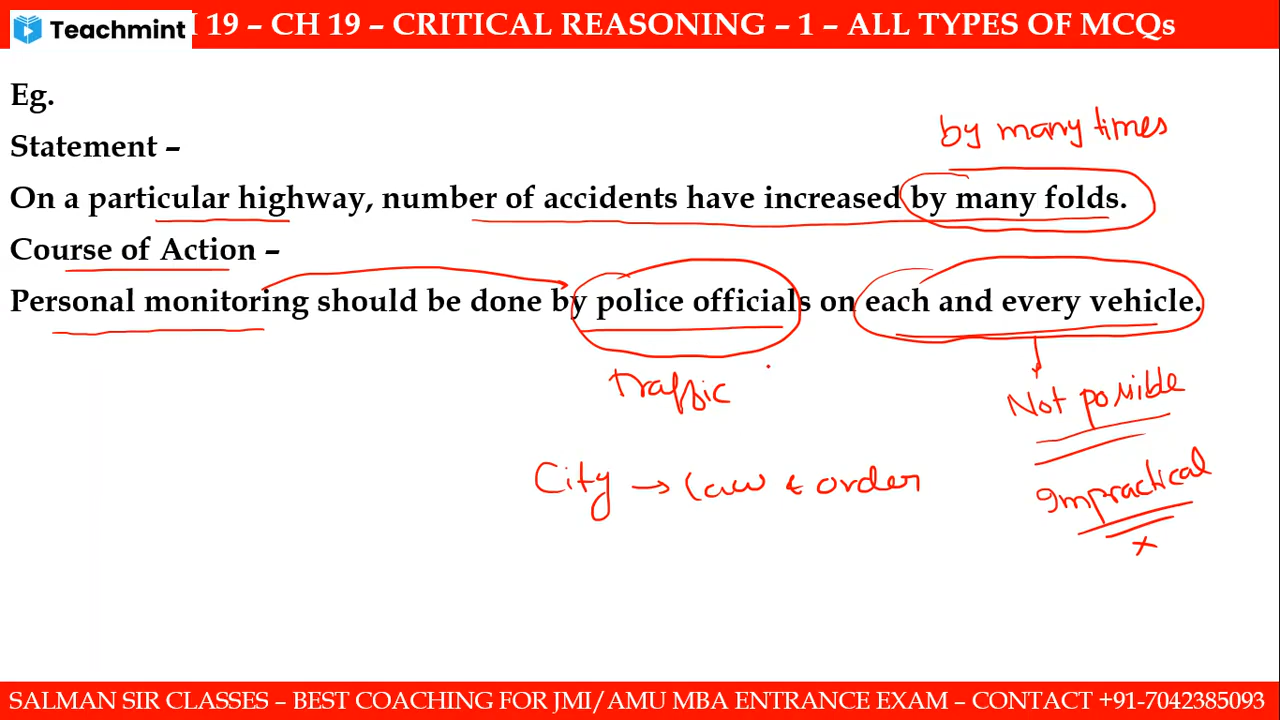 Teachmint 19 – CH 19 – CRITICAL REASONING – 1 – ALL TYPES OF MCQs
Eg.
by many times
Statement –
On a particular highway, number of accidents have increased by many folds.
Course of Action –
Personal monitoring should be done by police officials on each and every vehicle.
Traffic
Not possible
City → law & order
Impractical
x
SALMAN SIR CLASSES – BEST COACHING FOR JMI/AMU MBA ENTRANCE EXAM – CONTACT +91-7042385093